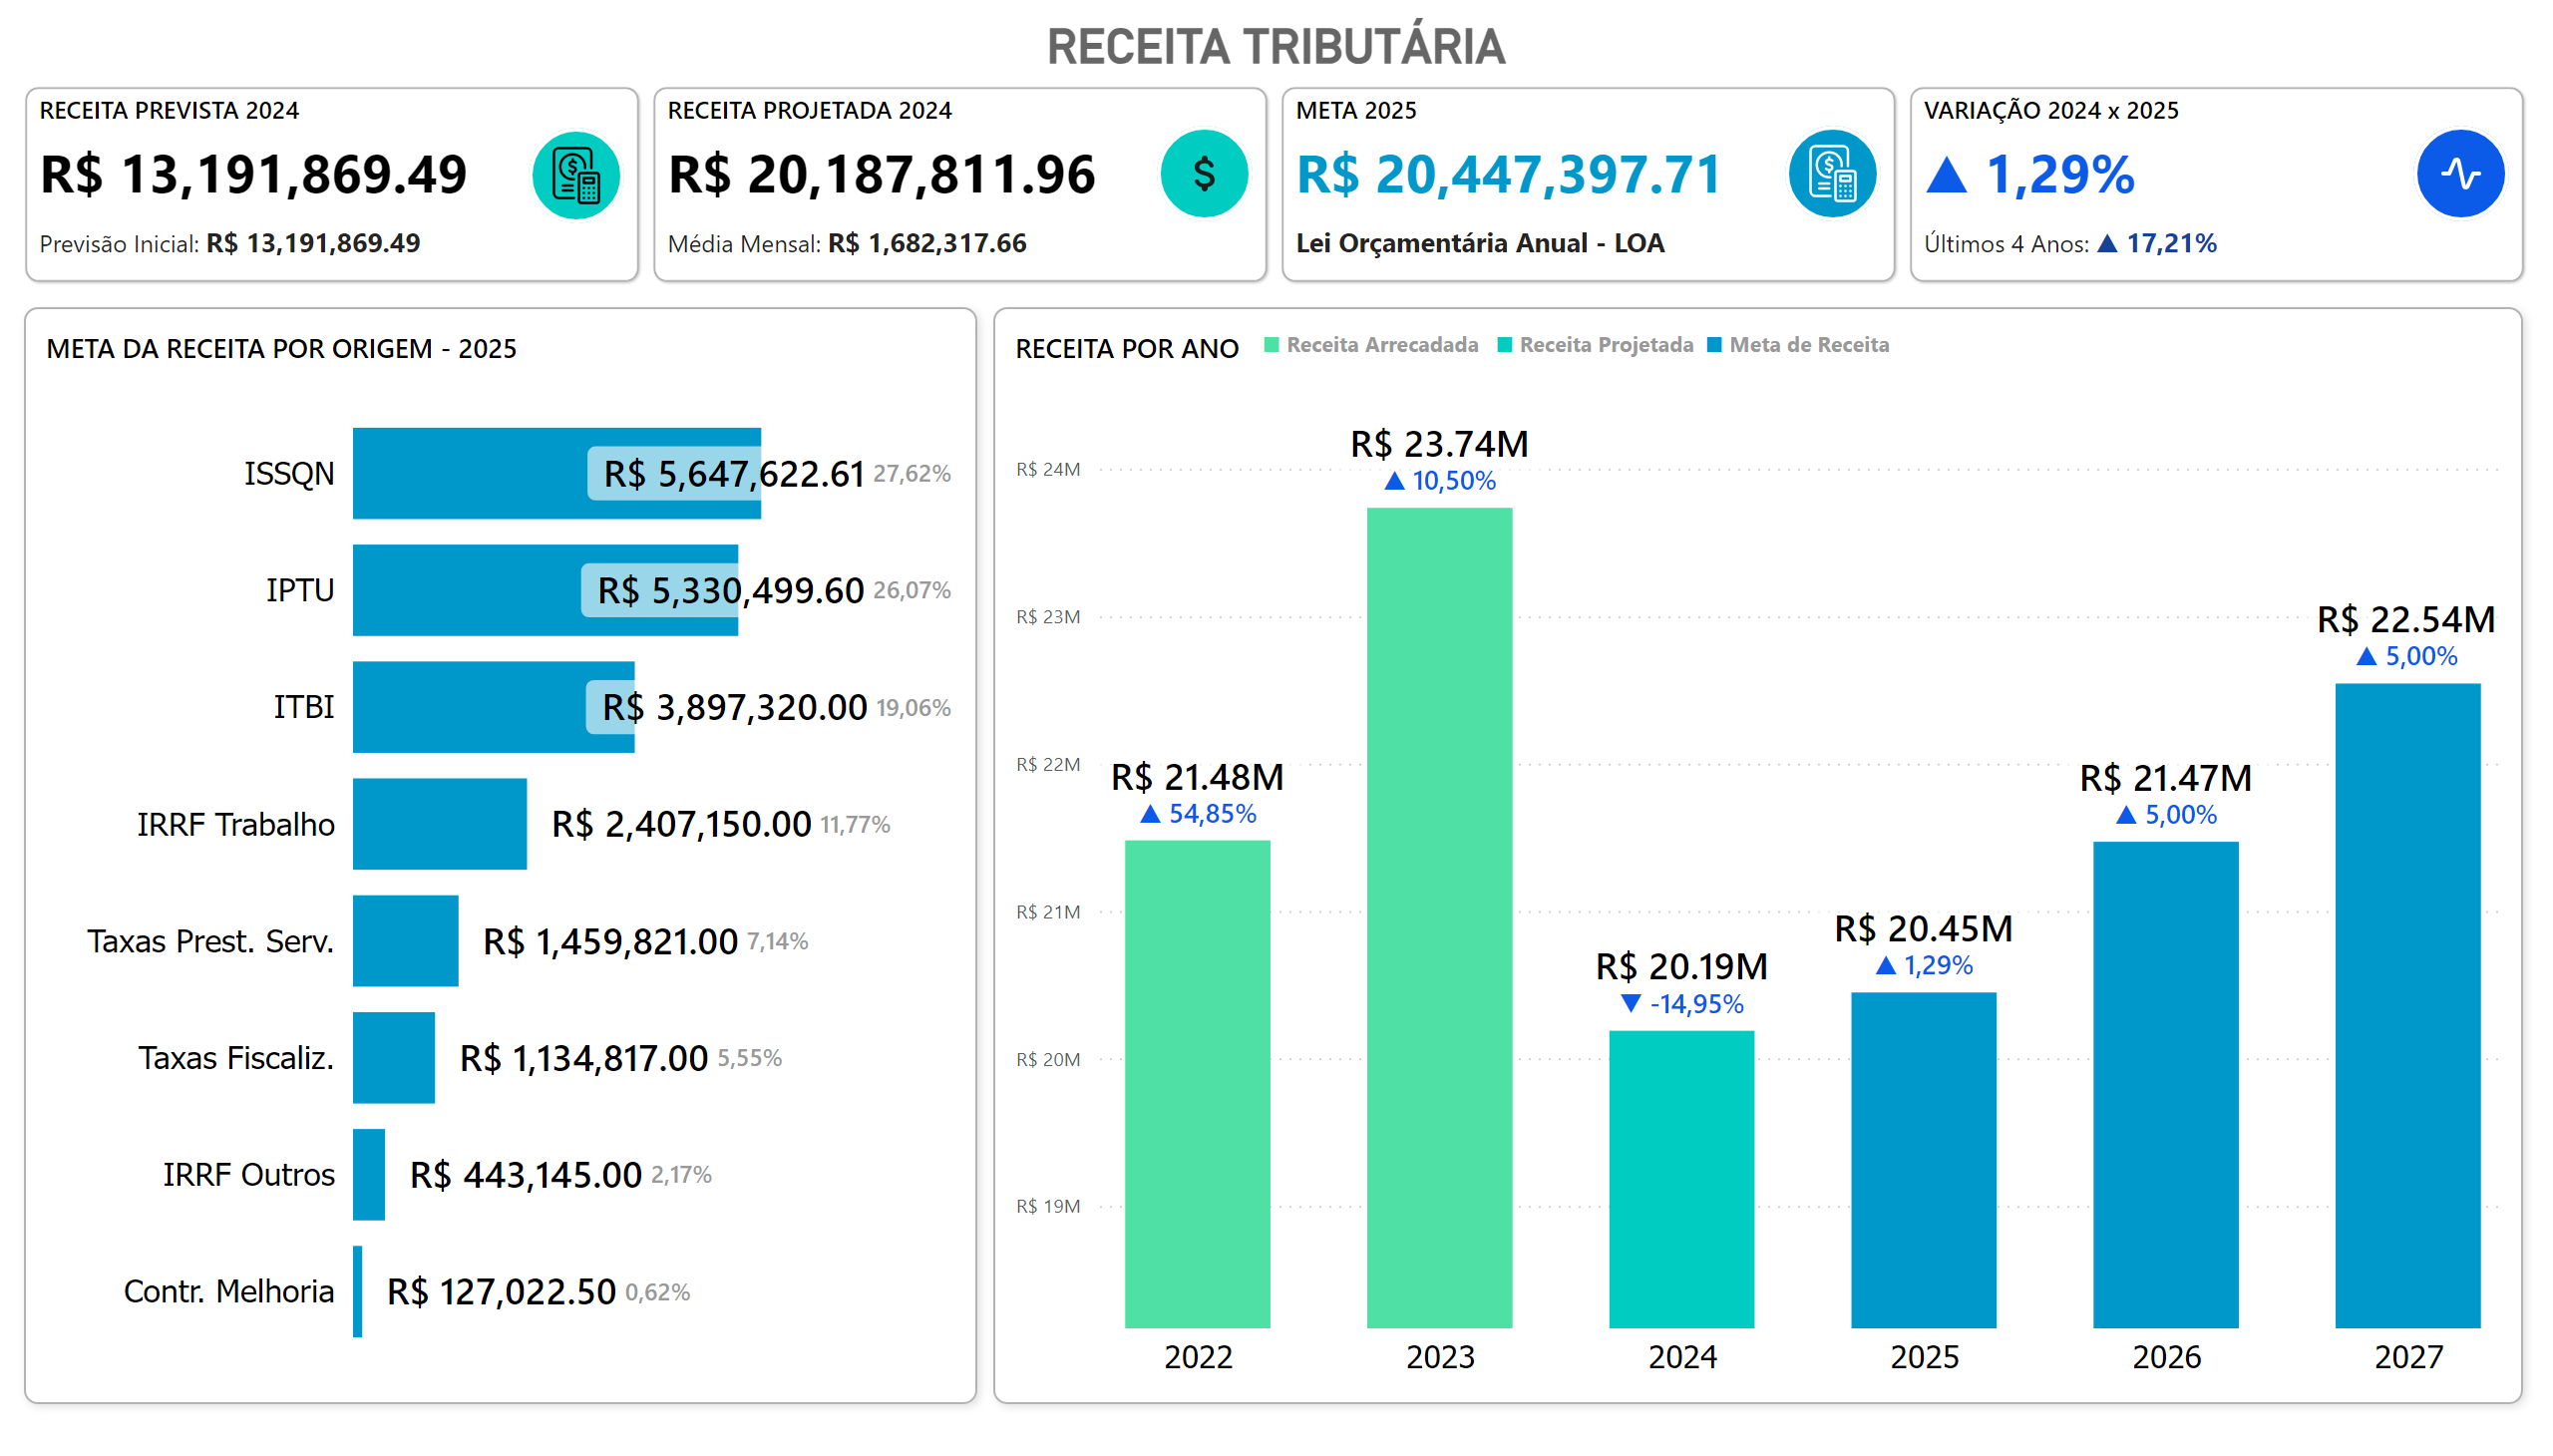 RECEITA TRIBUTÁRIA
RECEITA PREVISTA 2024
R$ 13,191,869.49
Previsão Inicial: R$ 13,191,869.49
RECEITA PROJETADA 2024
R$ 20,187,811.96
$
Média Mensal: R$ 1,682,317.66
META 2025
R$ 20,447,397.71
Lei Orçamentária Anual - LOA
VARIAÇÃO 2024 x 2025
▲ 1,29%
Últimos 4 Anos: ▲ 17,21%
META DA RECEITA POR ORIGEM - 2025
ISSQN R$ 5,647,622.61 27,62%
IPTU R$ 5,330,499.60 26,07%
ITBI R$ 3,897,320.00 19,06%
IRRF Trabalho R$ 2,407,150.00 11,77%
Taxas Prest. Serv. R$ 1,459,821.00 7,14%
Taxas Fiscaliz. R$ 1,134,817.00 5,55%
IRRF Outros R$ 443,145.00 2,17%
Contr. Melhoria R$ 127,022.50 0,62%
RECEITA POR ANO Receita Arrecadada Receita Projetada Meta de Receita
R$ 24M
R$ 23M
R$ 22M
R$ 21M
R$ 20M
R$ 19M
R$ 21.48M
▲ 54,85%
R$ 23.74M
▲ 10,50%
R$ 20.19M
▼ -14,95%
R$ 20.45M
▲ 1,29%
R$ 21.47M
▲ 5,00%
R$ 22.54M
▲ 5,00%
2022 2023 2024 2025 2026 2027